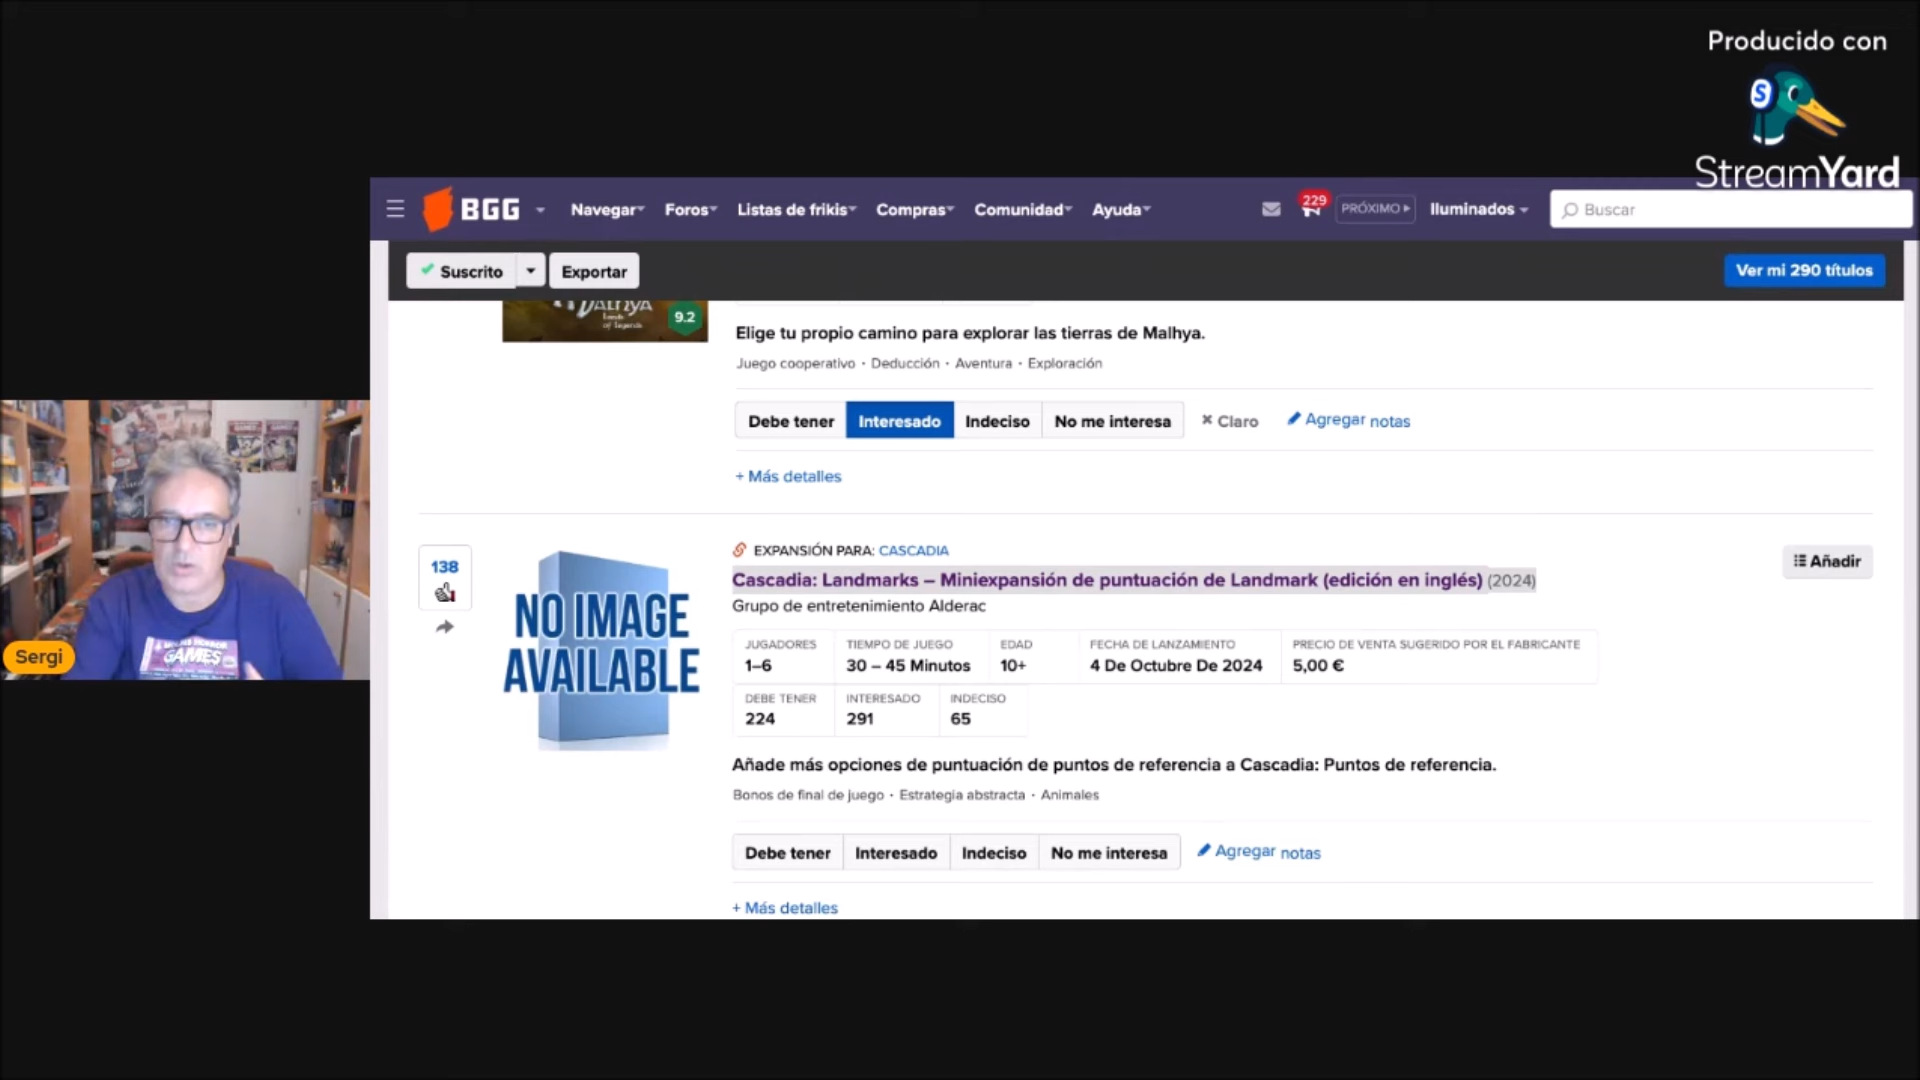 Producido con
StreamYard
BGG Navegar Foros Listas de frikis Compras Comunidad Ayuda 229 PRÓXIMO Iluminados Buscar
Suscrito Exportar Ver mi 290 títulos
9.2
Elige tu propio camino para explorar las tierras de Malhya.
Juego cooperativo · Deducción · Aventura · Exploración
Debe tener Interesado Indeciso No me interesa × Claro Agregar notas
+ Más detalles
138
NO IMAGE
AVAILABLE
EXPANSIÓN PARA: CASCADIA
Cascadia: Landmarks – Miniexpansión de puntuación de Landmark (edición en inglés) (2024)
Añadir
Grupo de entretenimiento Alderac
JUGADORES TIEMPO DE JUEGO EDAD FECHA DE LANZAMIENTO PRECIO DE VENTA SUGERIDO POR EL FABRICANTE
1–6 30 – 45 Minutos 10+ 4 De Octubre De 2024 5,00 €
DEBE TENER INTERESADO INDECISO
224 291 65
Añade más opciones de puntuación de puntos de referencia a Cascadia: Puntos de referencia.
Bonos de final de juego · Estrategia abstracta · Animales
Debe tener Interesado Indeciso No me interesa Agregar notas
+ Más detalles
Sergi
GAMES